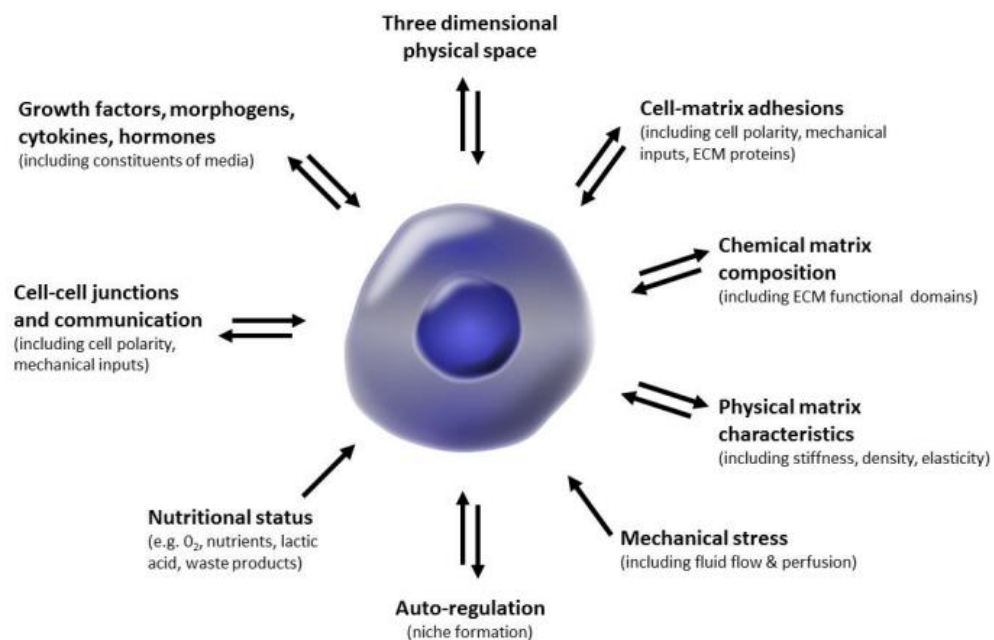 Three dimensional
physical space
Growth factors, morphogens,
cytokines, hormones
(including constituents of media)
Cell-matrix adhesions
(including cell polarity, mechanical
inputs, ECM proteins)
Chemical matrix
composition
(including ECM functional domains)
Cell-cell junctions
and communication
(including cell polarity,
mechanical inputs)
Physical matrix
characteristics
(including stiffness, density, elasticity)
Nutritional status
(e.g. 0₂, nutrients, lactic
acid, waste products)
Mechanical stress
(including fluid flow & perfusion)
Auto-regulation
(niche formation)